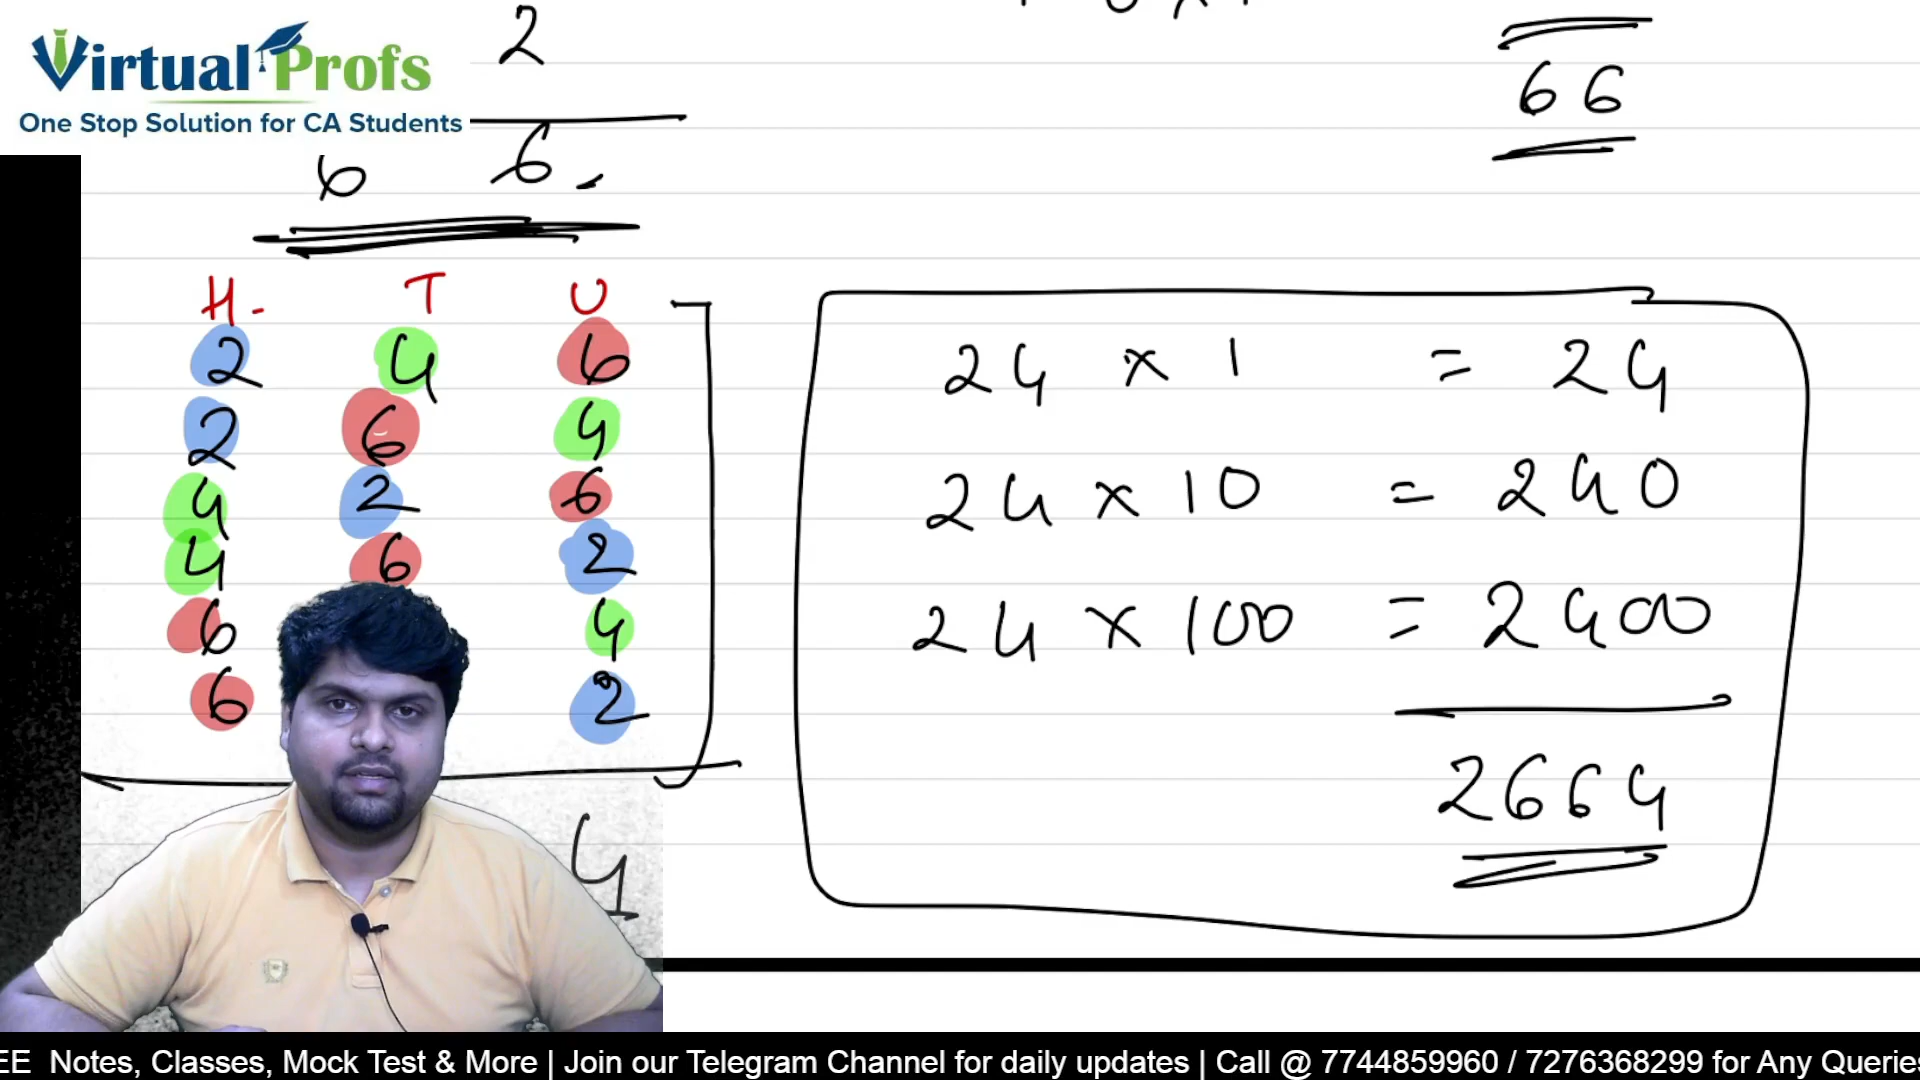 Virtual Profs
One Stop Solution for CA Students
2
6 6.
66
H. T U
2 4 6
2 6 4
4 2 6
4 6 2
6 4
6 2
4
24 x 1 = 24
24 x 10 = 240
24 x 100 = 2400
2664
EE Notes, Classes, Mock Test & More | Join our Telegram Channel for daily updates | Call @ 7744859960 / 7276368299 for Any Queries